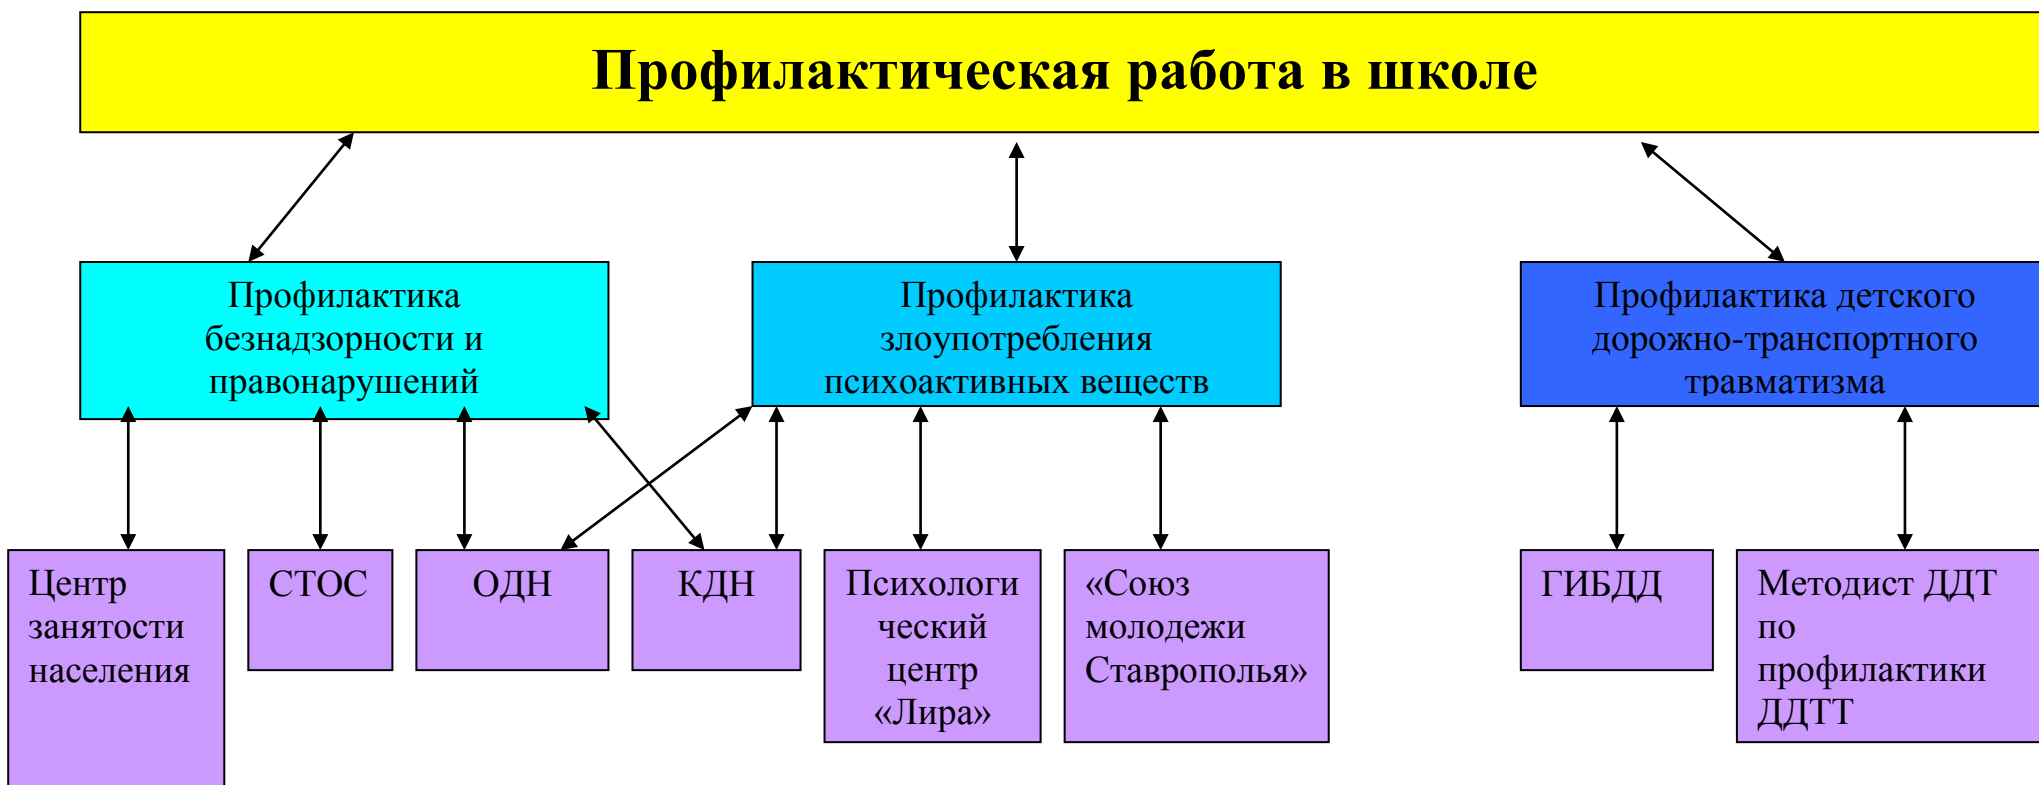 Профилактическая работа в школе
Профилактика
безнадзорности и
правонарушений
Профилактика
злоупотребления
психоактивных веществ
Профилактика детского
дорожно-транспортного
травматизма
Центр
занятости
населения
СТОС
ОДН
КДН
Психологи
ческий
центр
«Лира»
«Союз
молодежи
Ставрополья»
ГИБДД
Методист ДДТ
по
профилактики
ДДТТ